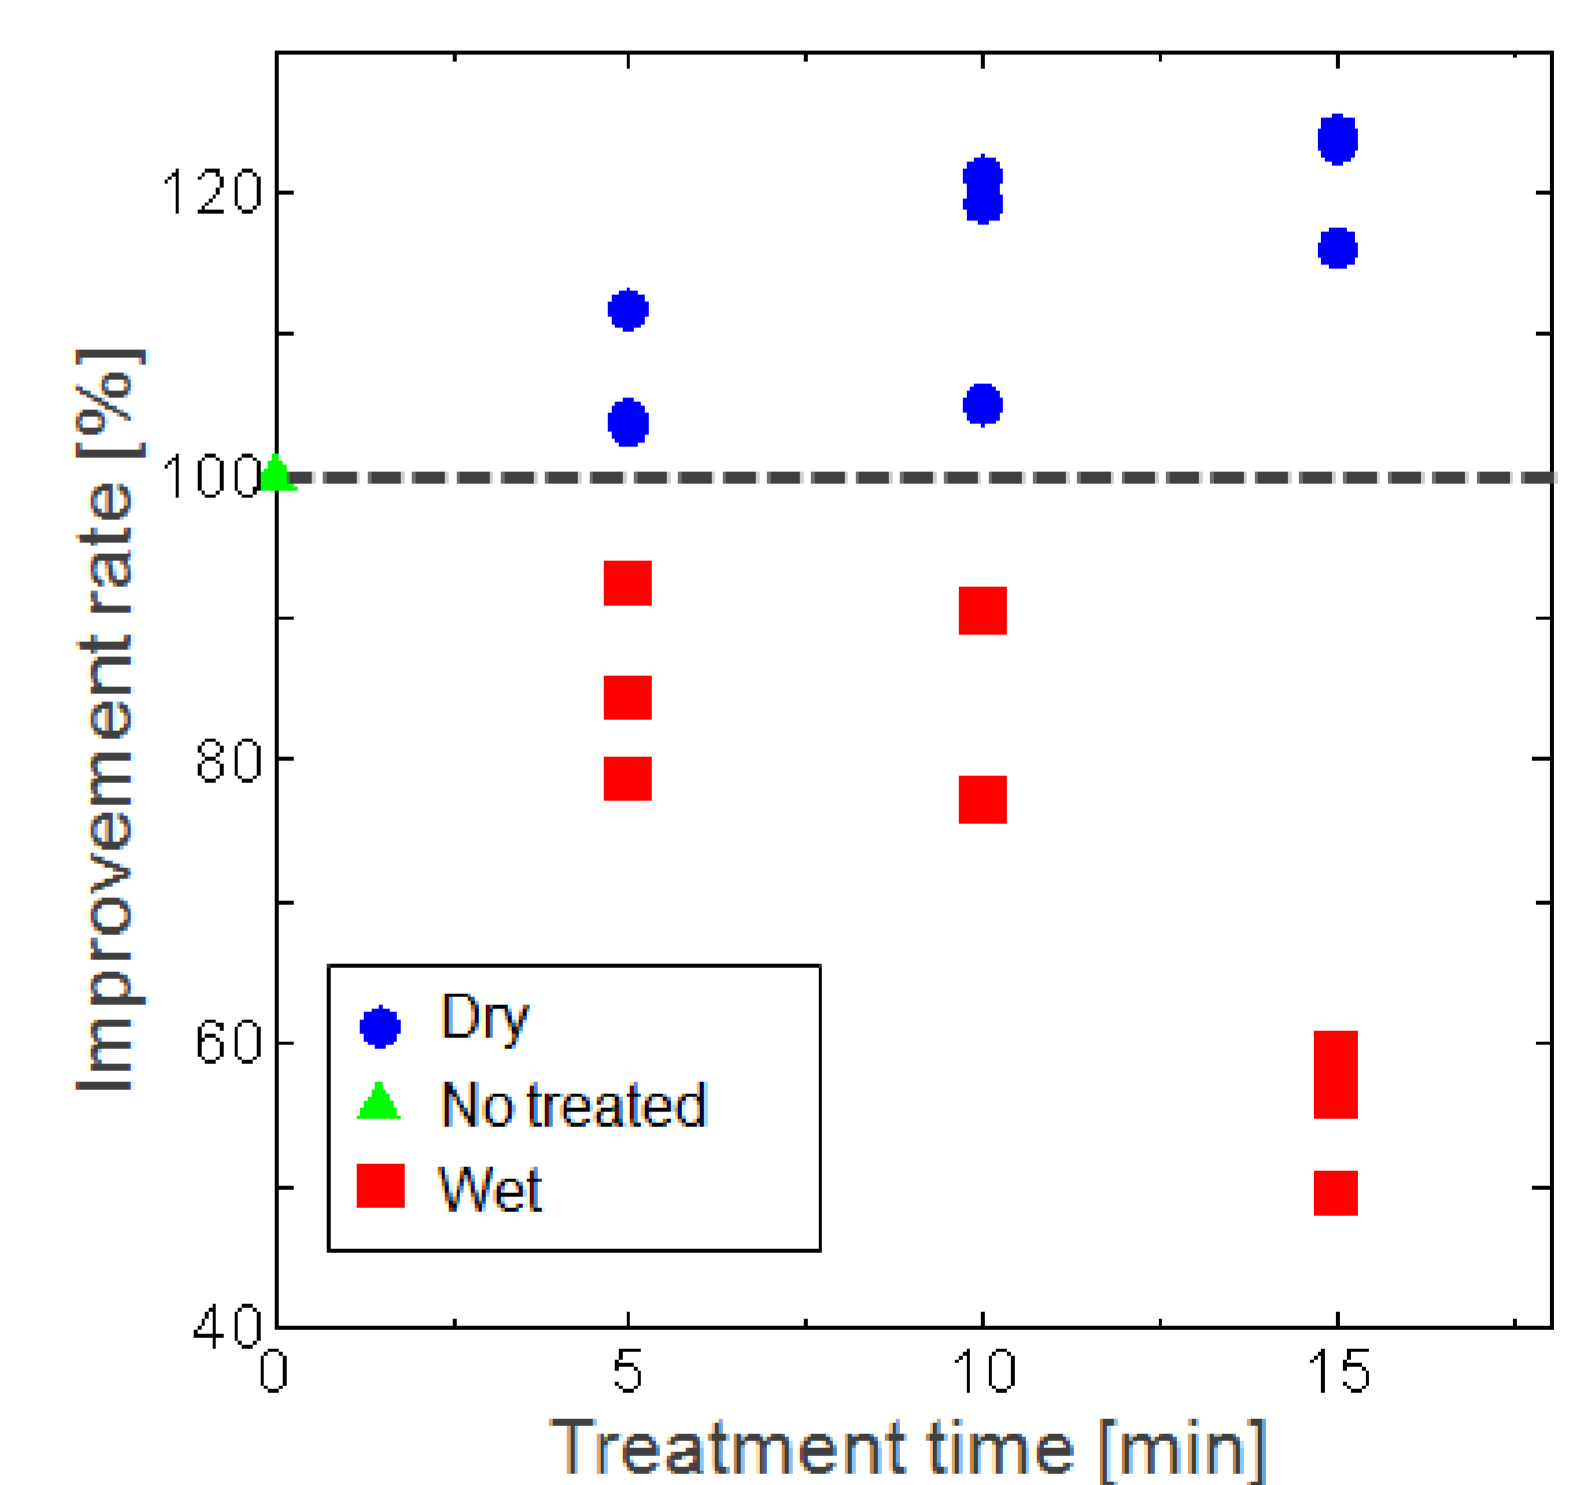 Improvement rate [%]
120
100
80
60
40
Dry
No treated
Wet
0 5 10 15
Treatment time [min]